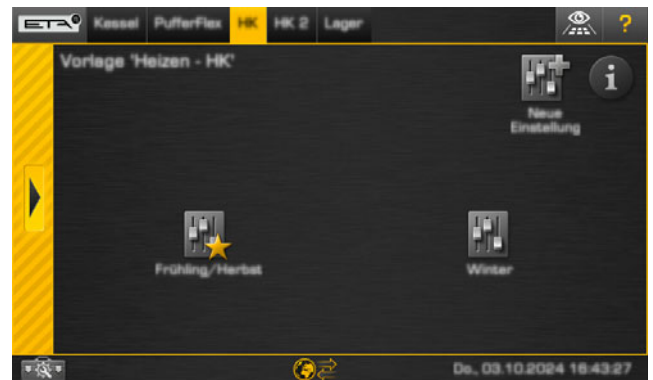 ETA Kessel PufferFlex HK HK 2 Lager ?
Vorlage 'Heizen - HK'
i
Neue
Einstellung
Frühling/Herbst
Winter
Do., 03.10.2024 16:43:27